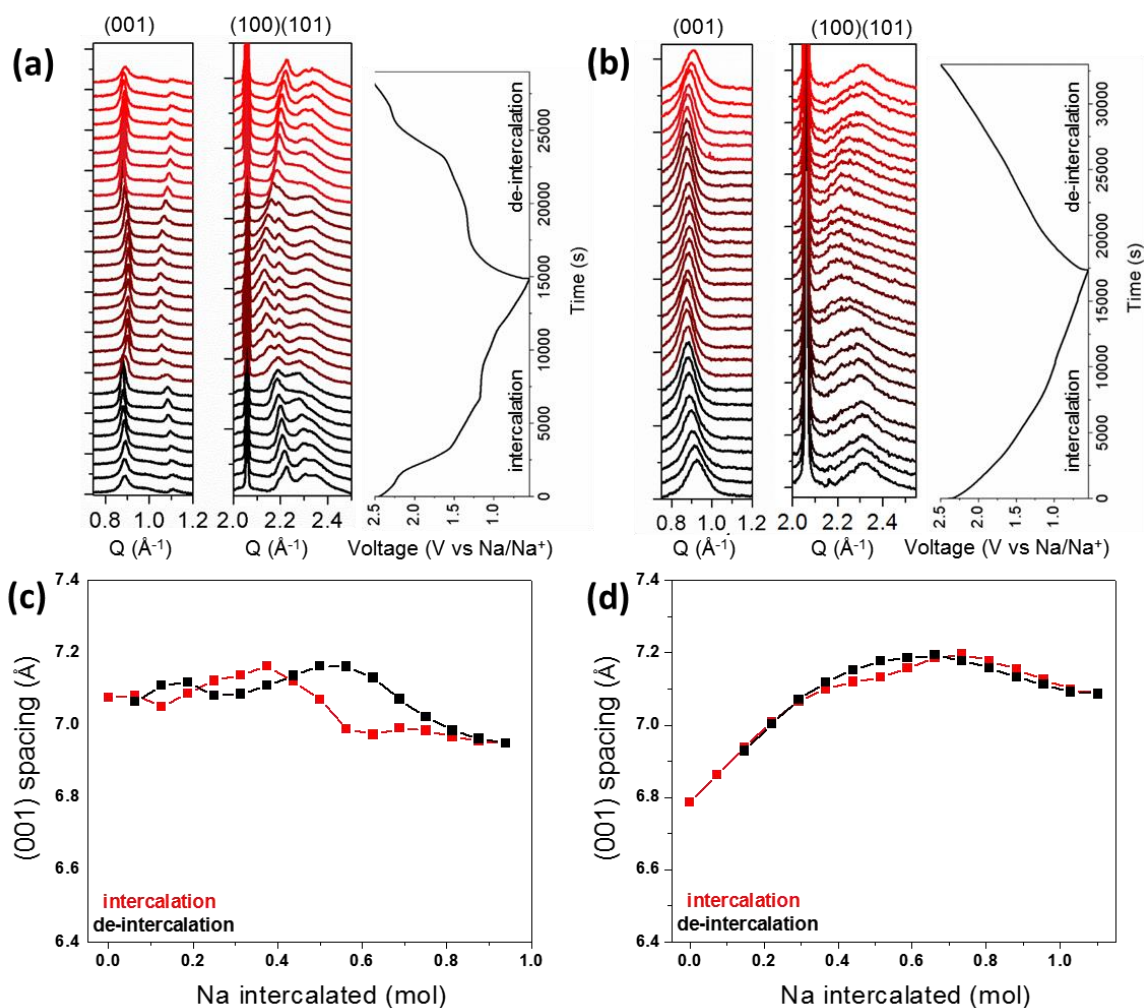 (001)
(100)(101)
(a)
de-intercalation
intercalation
0
5000
10000
15000
20000
25000
Time (s)
0.8
1.0
1.2
2.0
2.2
2.4
2.5
2.0
1.5
1.0
Q (Å⁻¹)
Q (Å⁻¹)
Voltage (V vs Na/Na⁺)
(001)
(100)(101)
(b)
de-intercalation
intercalation
0
5000
10000
15000
20000
25000
30000
Time (s)
0.8
1.0
1.2
2.0
2.2
2.4
2.5
2.0
1.5
1.0
Q (Å⁻¹)
Q (Å⁻¹)
Voltage (V vs Na/Na⁺)
(c)
7.4
7.2
7.0
6.8
6.6
6.4
(001) spacing (Å)
intercalation
de-intercalation
0.0
0.2
0.4
0.6
0.8
1.0
Na intercalated (mol)
(d)
7.4
7.2
7.0
6.8
6.6
6.4
(001) spacing (Å)
intercalation
de-intercalation
0.0
0.2
0.4
0.6
0.8
1.0
Na intercalated (mol)